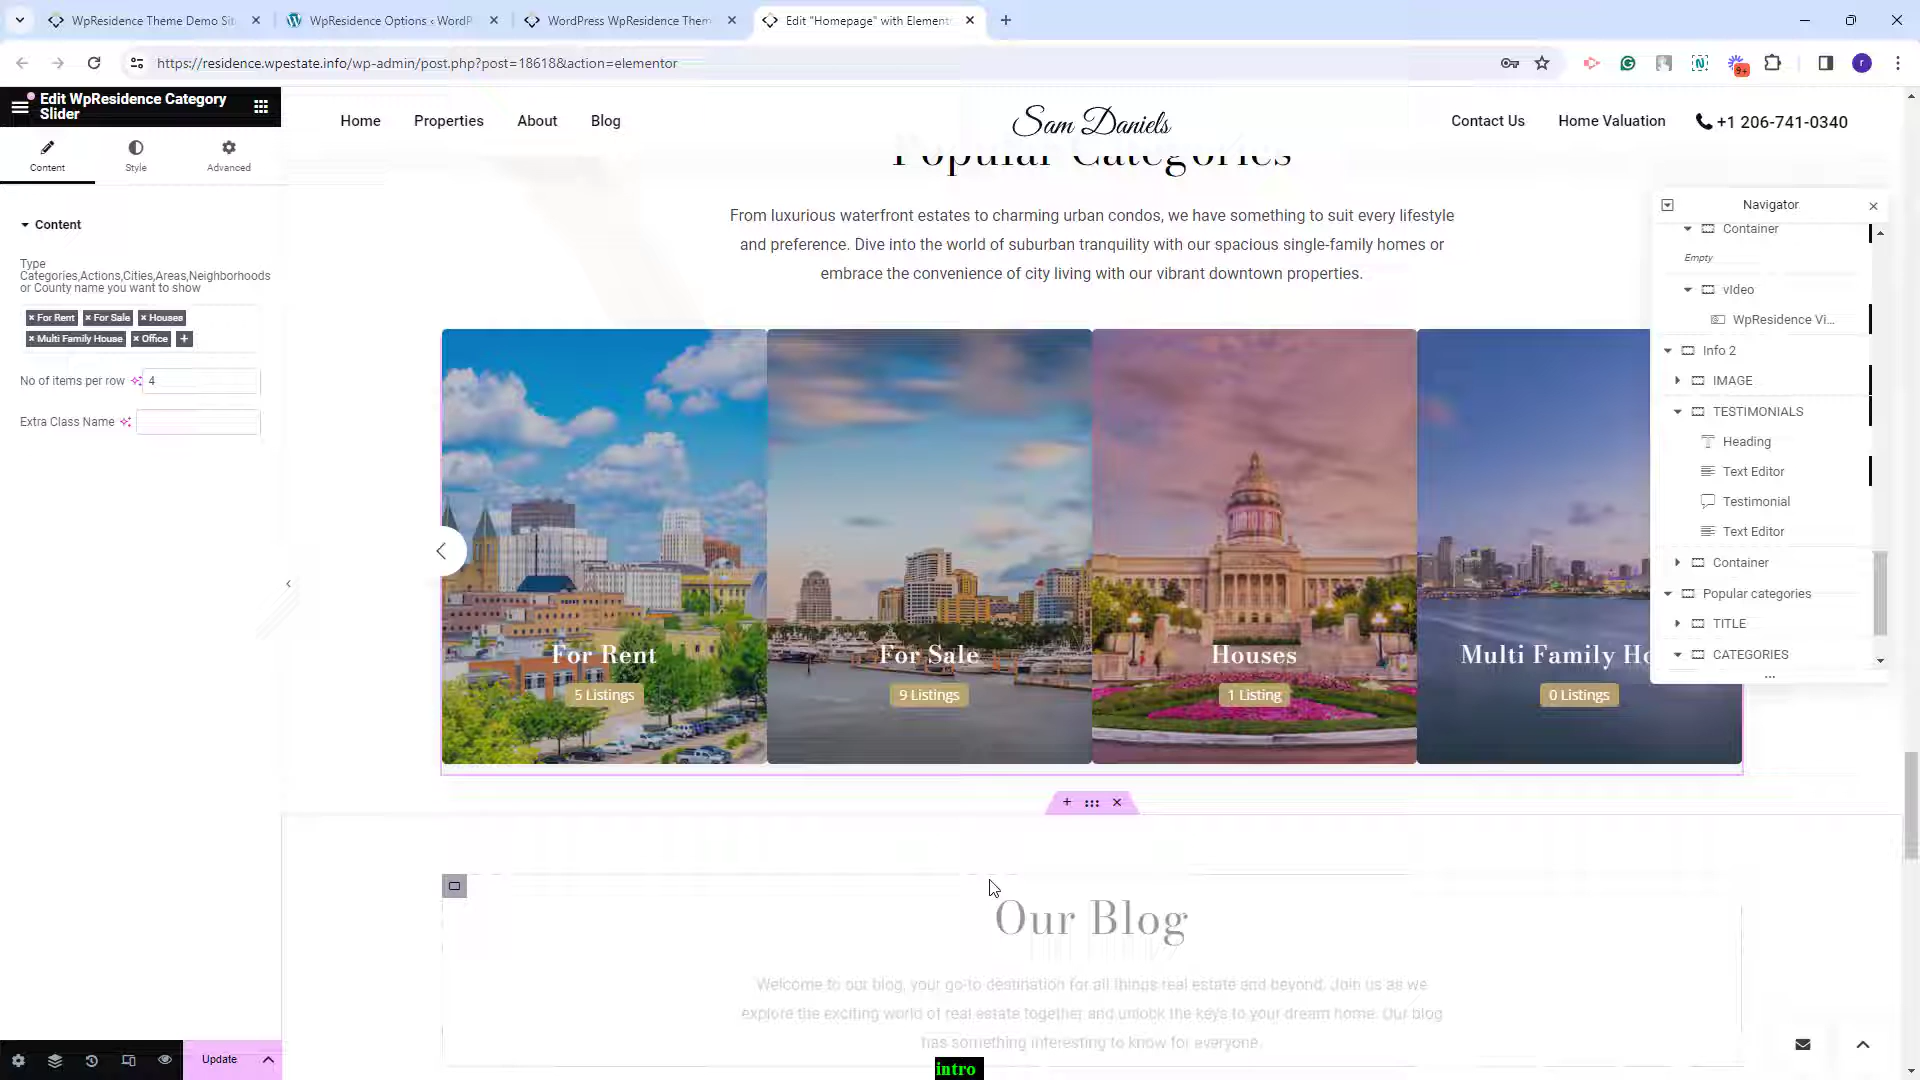 WpResidence Theme Demo Sit
WpResidence Options ‹ WordP
WordPress WpResidence Them
Edit "Homepage" with Elementor
https://residence.wpestate.info/wp-admin/post.php?post=18618&action=elementor
9+
r
Edit WpResidence Category
Slider
Content
Style
Advanced
Content
Type
Categories,Actions,Cities,Areas,Neighborhoods
or County name you want to show
× For Rent
× For Sale
× Houses
× Multi Family House
× Office
+
No of items per row
4
Extra Class Name
Update
Home
Properties
About
Blog
Sam Daniels
Contact Us
Home Valuation
+1 206-741-0340
Popular Categories
From luxurious waterfront estates to charming urban condos, we have something to suit every lifestyle
and preference. Dive into the world of suburban tranquility with our spacious single-family homes or
embrace the convenience of city living with our vibrant downtown properties.
For Rent
5 Listings
For Sale
9 Listings
Houses
1 Listing
Multi Family Ho
0 Listings
Navigator
Container
Empty
vIdeo
WpResidence Vi...
Info 2
IMAGE
TESTIMONIALS
Heading
Text Editor
Testimonial
Text Editor
Container
Popular categories
TITLE
CATEGORIES
Our Blog
Welcome to our blog, your go-to destination for all things real estate and beyond. Join us as we
explore the exciting world of real estate together and unlock the keys to your dream home. Our blog
has something interesting to know for everyone.
intro